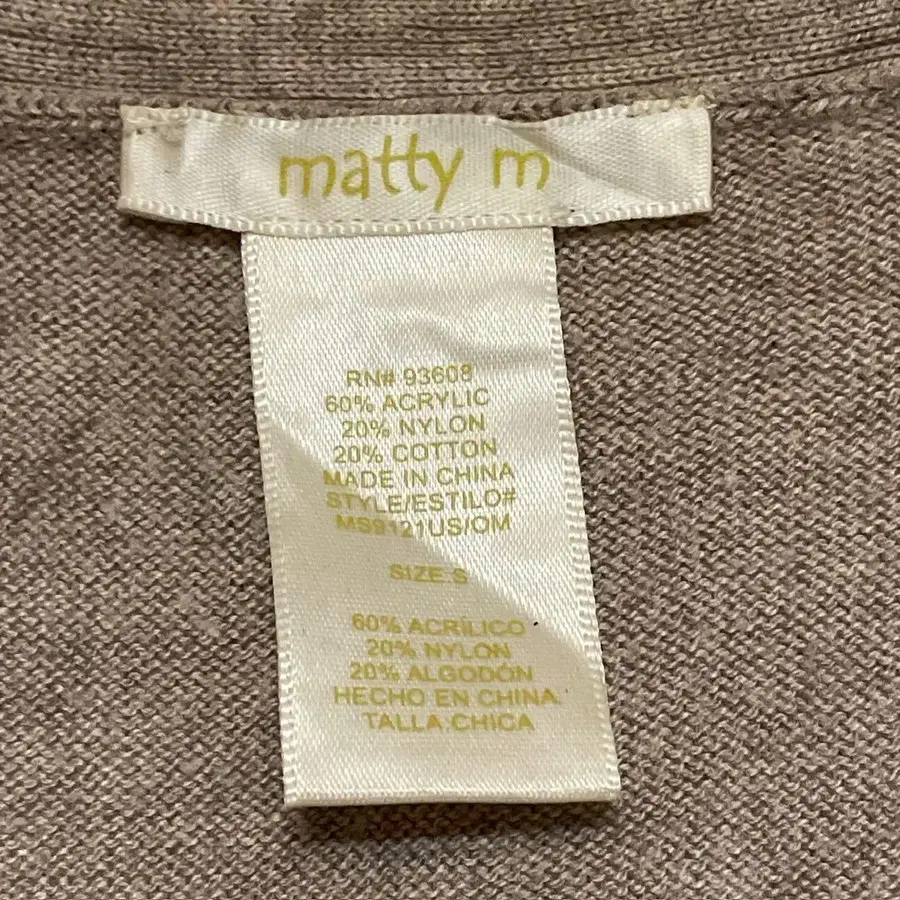 matty m
RN# 93608
60% ACRYLIC
20% NYLON
20% COTTON
MADE IN CHINA
STYLE/ESTILO#
MS9121US/OM
SIZE:S
60% ACRÍLICO
20% NYLON
20% ALGODÓN
HECHO EN CHINA
TALLA:CHICA